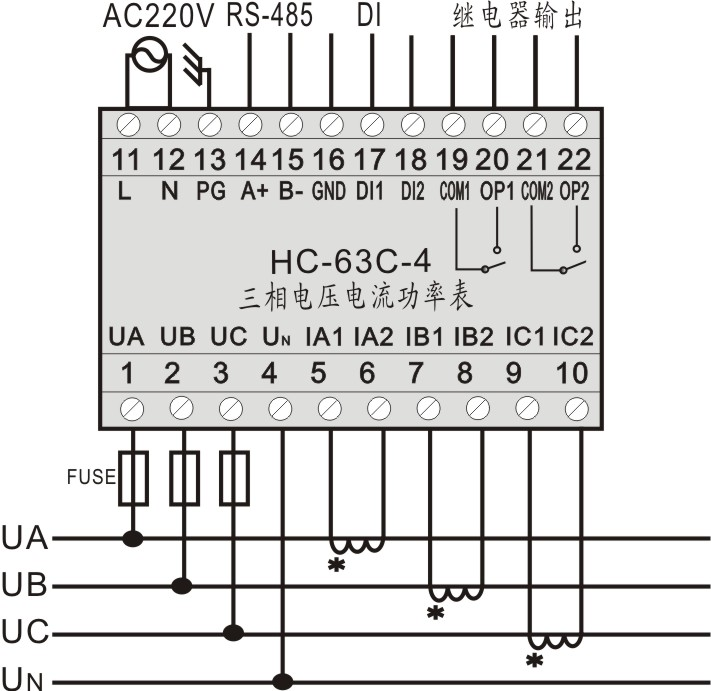 AC220V RS-485 DI 继电器输出
11 12 13 14 15 16 17 18 19 20 21 22
L N PG A+ B- GND DI1 DI2 COM1 OP1 COM2 OP2
HC-63C-4
三相电压电流功率表
UA UB UC UN IA1 IA2 IB1 IB2 IC1 IC2
1 2 3 4 5 6 7 8 9 10
FUSE
UA
*
UB
*
UC
*
UN